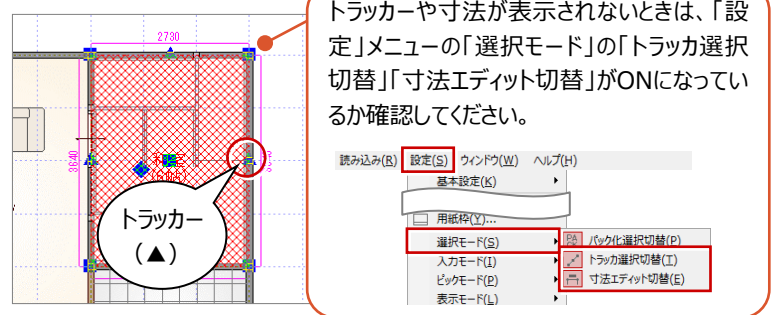 トラッカーや寸法が表示されないときは、「設
定」メニューの「選択モード」の「トラッカ選択
切替」「寸法エディット切替」がONになってい
るか確認してください。
2730
3640
トラッカー
(▲)
読み込み(R) 設定(S) ウィンドウ(W) ヘルプ(H)
基本設定(K)
用紙枠(Y)...
選択モード(S)
入力モード(I)
ピックモード(P)
表示モード(L)
パック化選択切替(P)
トラッカ選択切替(T)
寸法エディット切替(E)